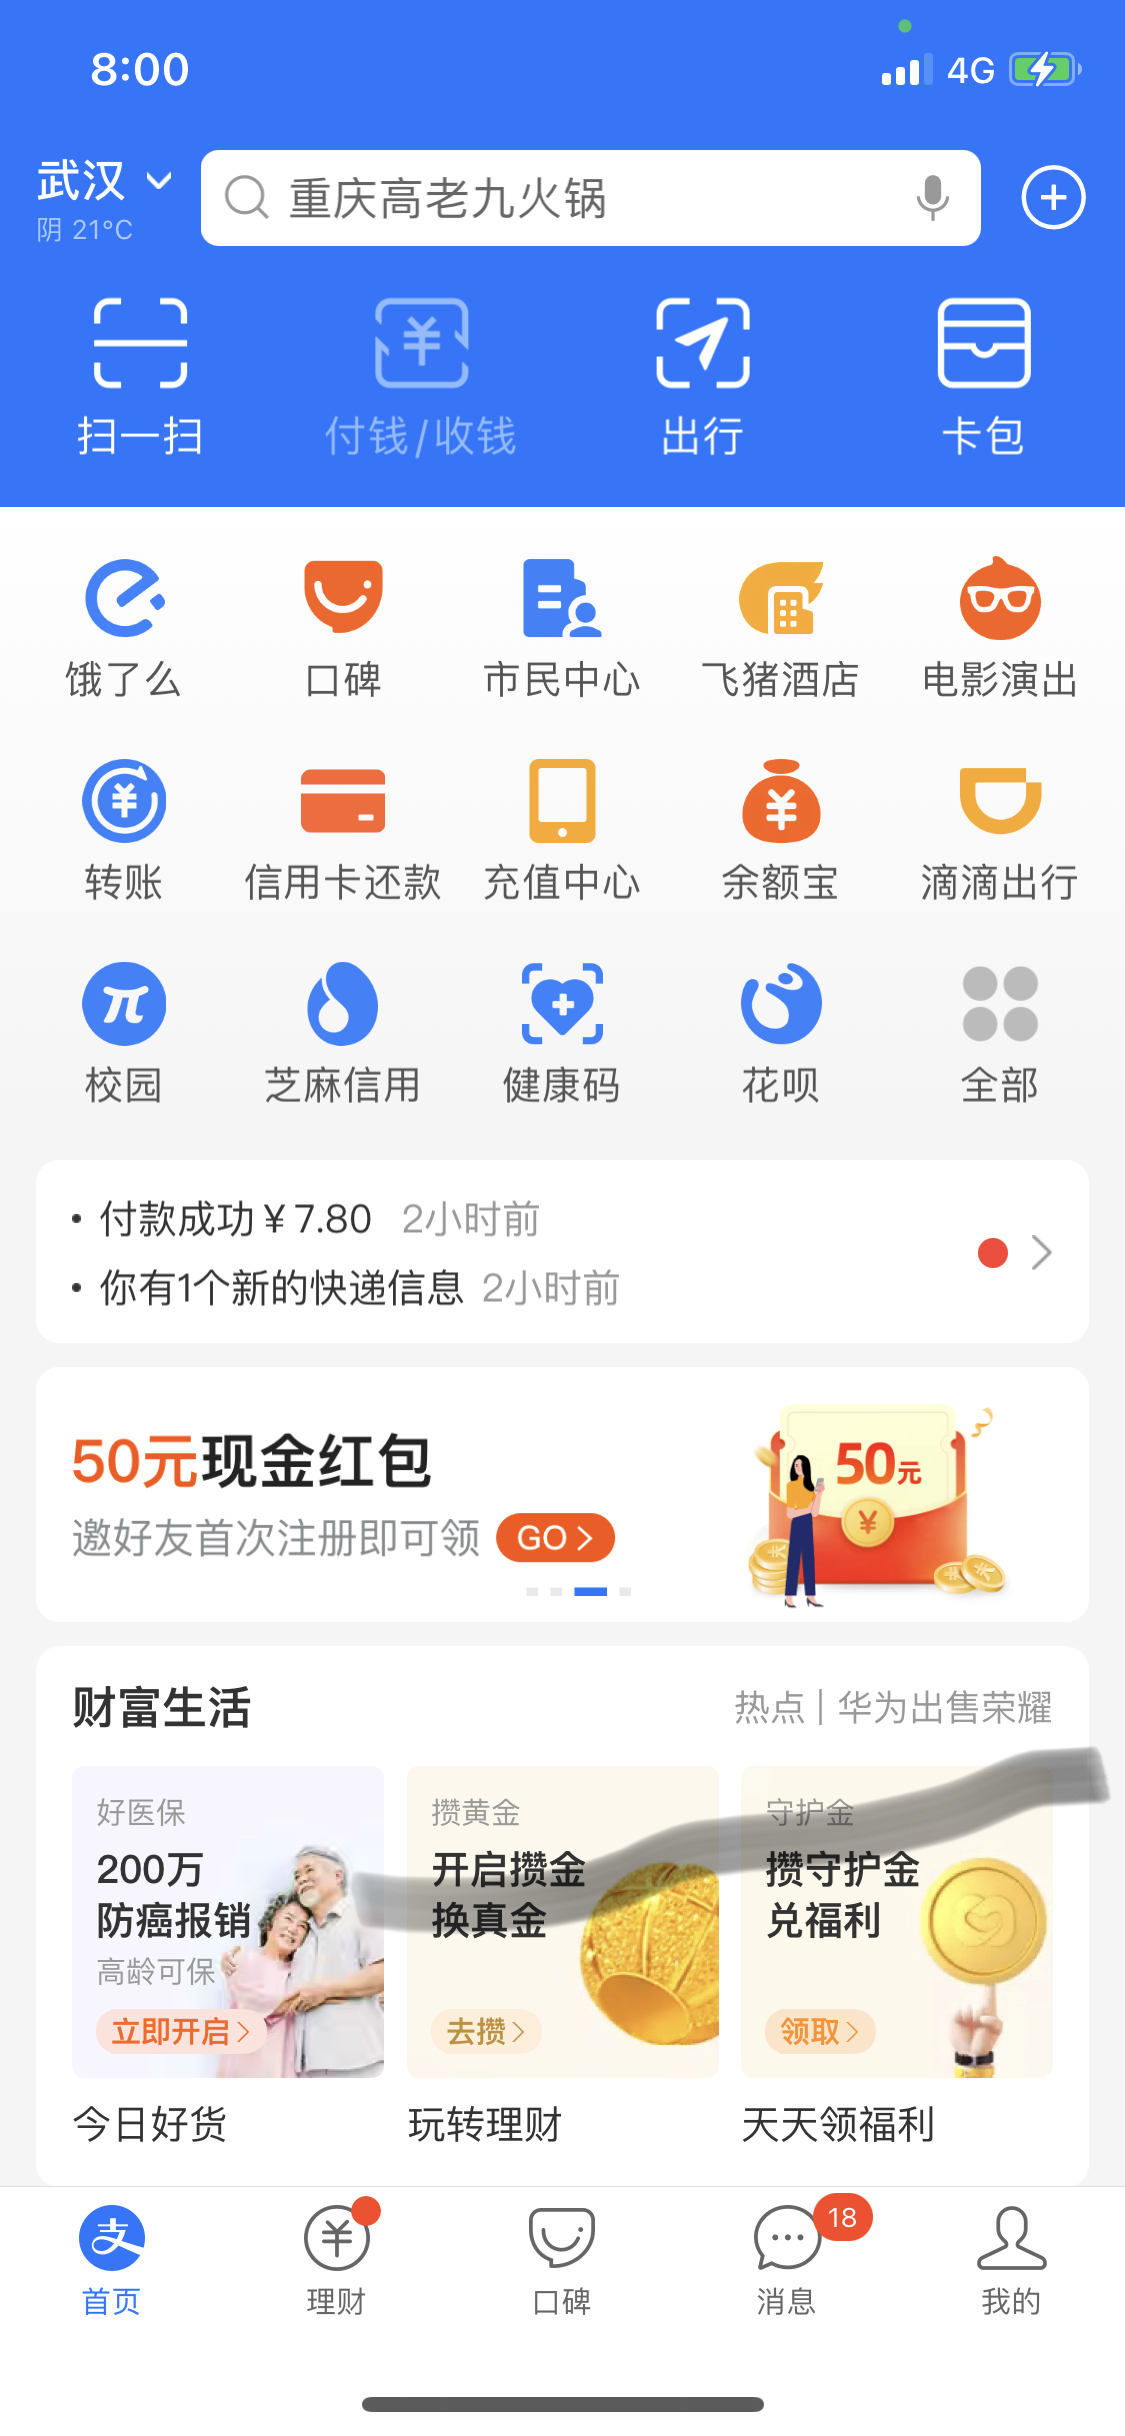 8:00
4G
武汉
阴 21°C
重庆高老九火锅
扫一扫
付钱/收钱
出行
卡包
饿了么
口碑
市民中心
飞猪酒店
电影演出
转账
信用卡还款
充值中心
余额宝
滴滴出行
校园
芝麻信用
健康码
花呗
全部
· 付款成功 ¥ 7.80 2小时前
· 你有1个新的快递信息 2小时前
50元现金红包
邀好友首次注册即可领 GO >
50元
财富生活
热点 | 华为出售荣耀
好医保
200万
防癌报销
高龄可保
立即开启 >
攒黄金
开启攒金
换真金
去攒 >
守护金
攒守护金
兑福利
领取 >
今日好货
玩转理财
天天领福利
首页
理财
口碑
18
消息
我的